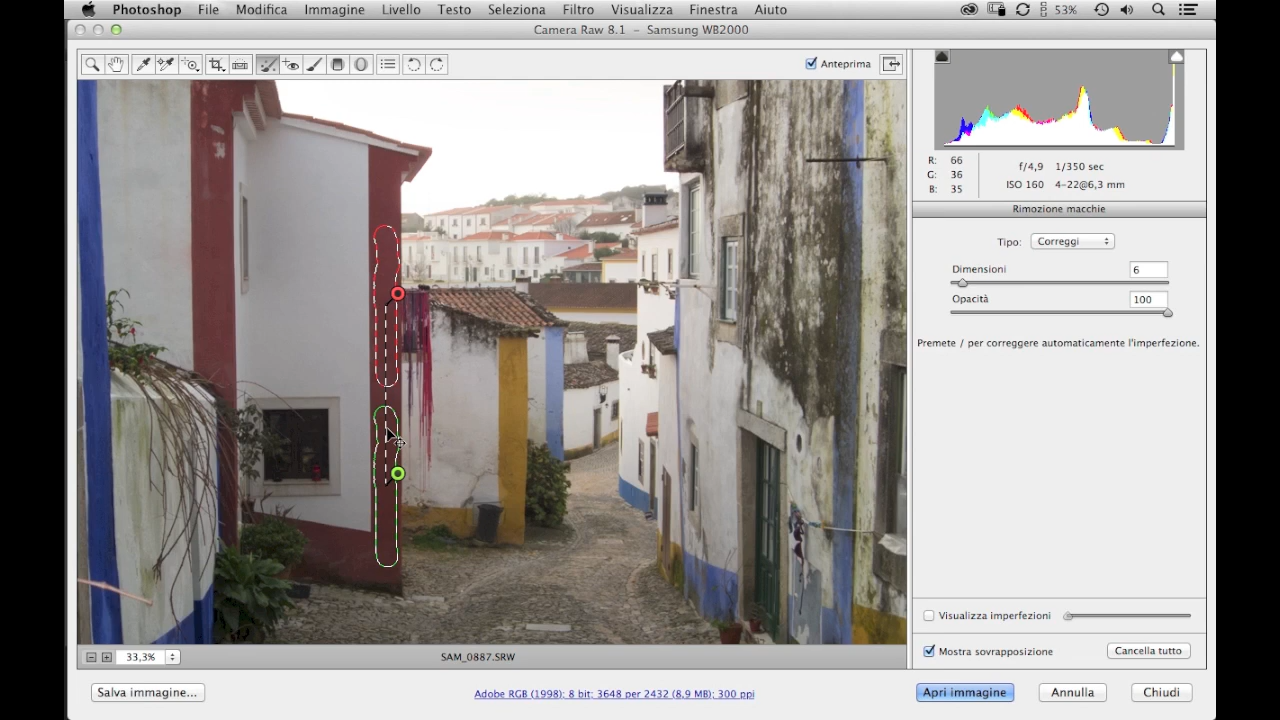 Photoshop File Modifica Immagine Livello Testo Seleziona Filtro Visualizza Finestra Aiuto 53%
Camera Raw 8.1 – Samsung WB2000
Anteprima
R: 66
G: 36
B: 35
f/4,9 1/350 sec
ISO 160 4–22@6,3 mm
Rimozione macchie
Tipo: Correggi
Dimensioni 6
Opacità 100
Premete / per correggere automaticamente l'imperfezione.
Visualizza imperfezioni
Mostra sovrapposizione Cancella tutto
33,3% SAM_0887.SRW
Salva immagine... Adobe RGB (1998); 8 bit; 3648 per 2432 (8,9 MB); 300 ppi Apri immagine Annulla Chiudi